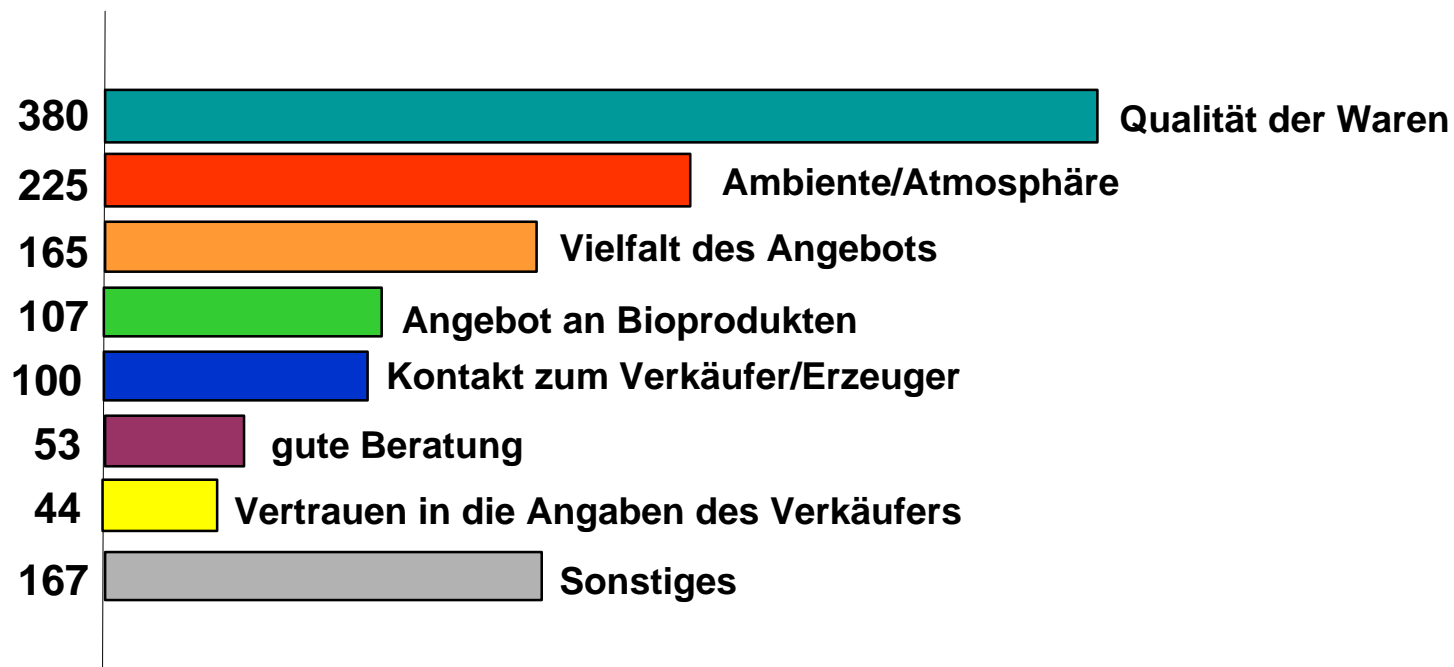 380 Qualität der Waren
225 Ambiente/Atmosphäre
165 Vielfalt des Angebots
107 Angebot an Bioprodukten
100 Kontakt zum Verkäufer/Erzeuger
53 gute Beratung
44 Vertrauen in die Angaben des Verkäufers
167 Sonstiges